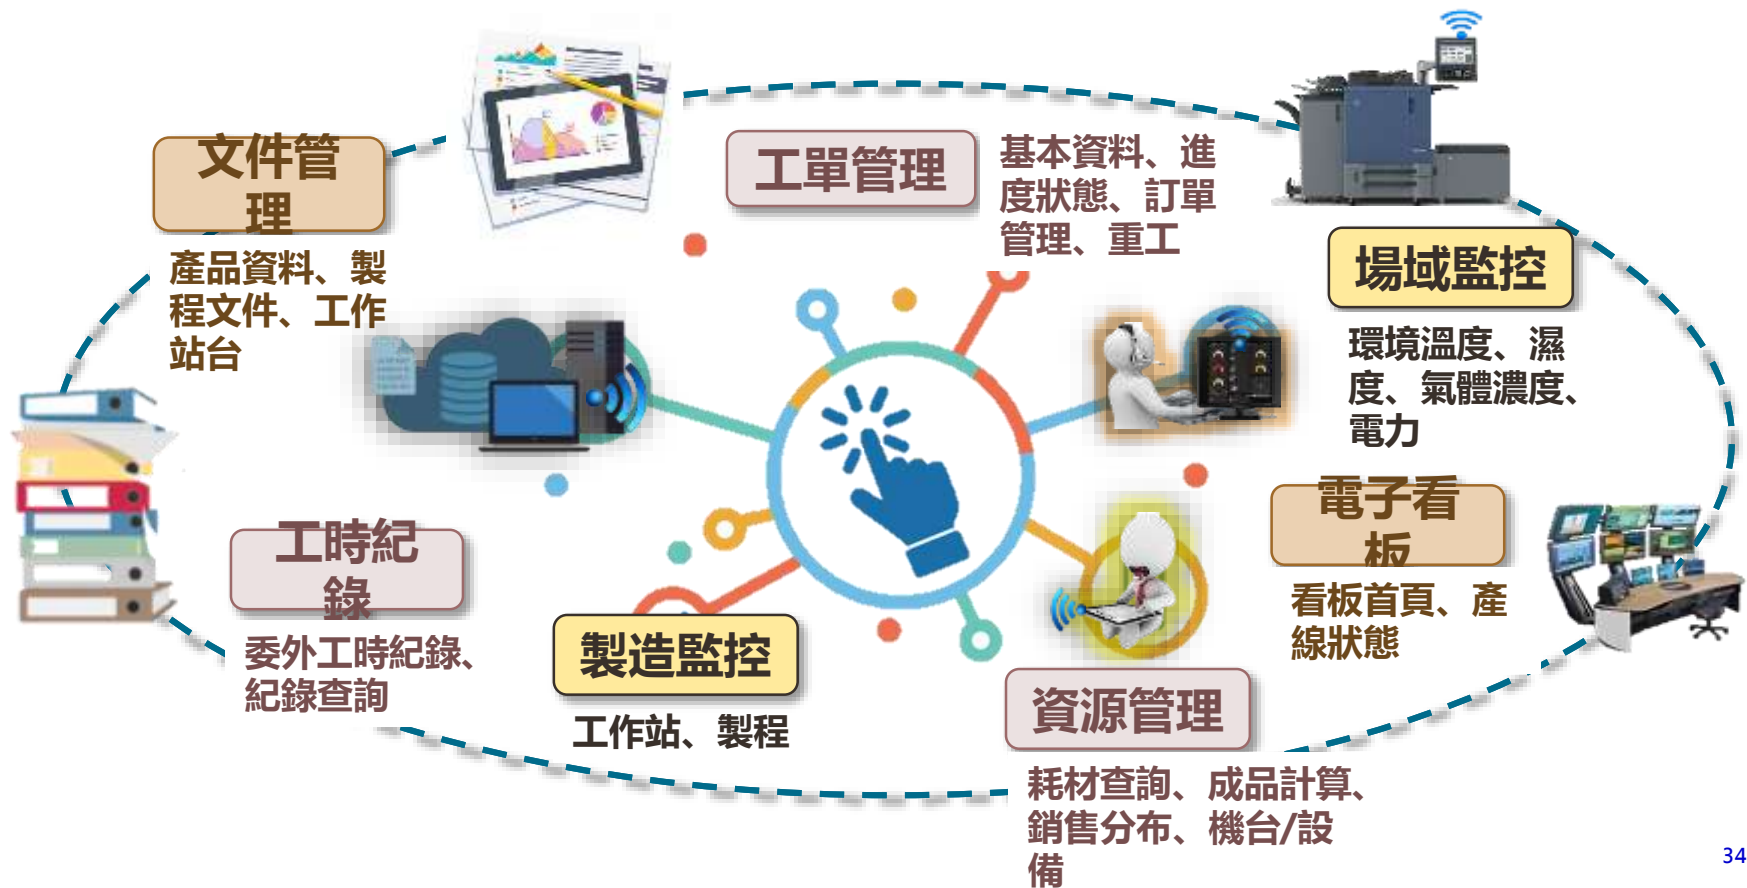 文件管
理
產品資料、製
程文件、工作
站台
工單管理
基本資料、進
度狀態、訂單
管理、重工
場域監控
環境溫度、濕
度、氣體濃度、
電力
電子看
板
看板首頁、產
線狀態
工時紀
錄
委外工時紀錄、
紀錄查詢
製造監控
工作站、製程
資源管理
耗材查詢、成品計算、
銷售分布、機台/設
備
34